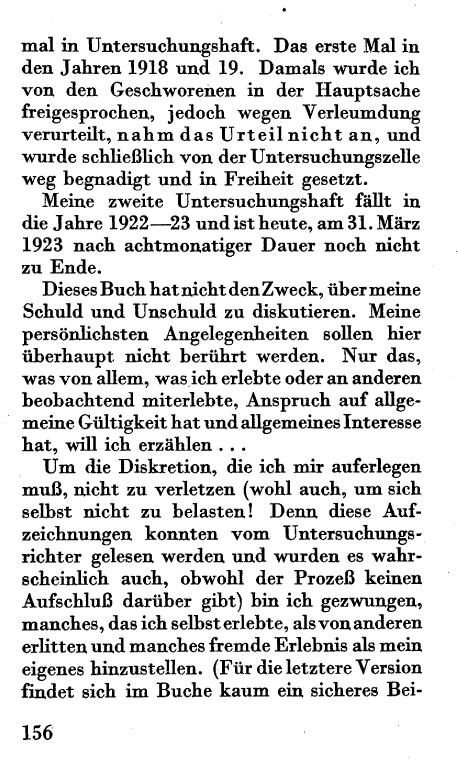 mal in Untersuchungshaft. Das erste Mal in
den Jahren 1918 und 19. Damals wurde ich
von den Geschworenen in der Hauptsache
freigesprochen, jedoch wegen Verleumdung
verurteilt, nahm das Urteil nicht an, und
wurde schließlich von der Untersuchungszelle
weg begnadigt und in Freiheit gesetzt.
Meine zweite Untersuchungshaft fällt in
die Jahre 1922—23 und ist heute, am 31. März
1923 nach achtmonatiger Dauer noch nicht
zu Ende.
Dieses Buch hat nicht den Zweck, über meine
Schuld und Unschuld zu diskutieren. Meine
persönlichsten Angelegenheiten sollen hier
überhaupt nicht berührt werden. Nur das,
was von allem, was ich erlebte oder an anderen
beobachtend miterlebte, Anspruch auf allge-
meine Gültigkeit hat und allgemeines Interesse
hat, will ich erzählen . . .
Um die Diskretion, die ich mir auferlegen
muß, nicht zu verletzen (wohl auch, um sich
selbst nicht zu belasten! Denn diese Auf-
zeichnungen konnten vom Untersuchungs-
richter gelesen werden und wurden es wahr-
scheinlich auch, obwohl der Prozeß keinen
Aufschluß darüber gibt) bin ich gezwungen,
manches, das ich selbst erlebte, als von anderen
erlitten und manches fremde Erlebnis als mein
eigenes hinzustellen. (Für die letztere Version
findet sich im Buche kaum ein sicheres Bei-
156